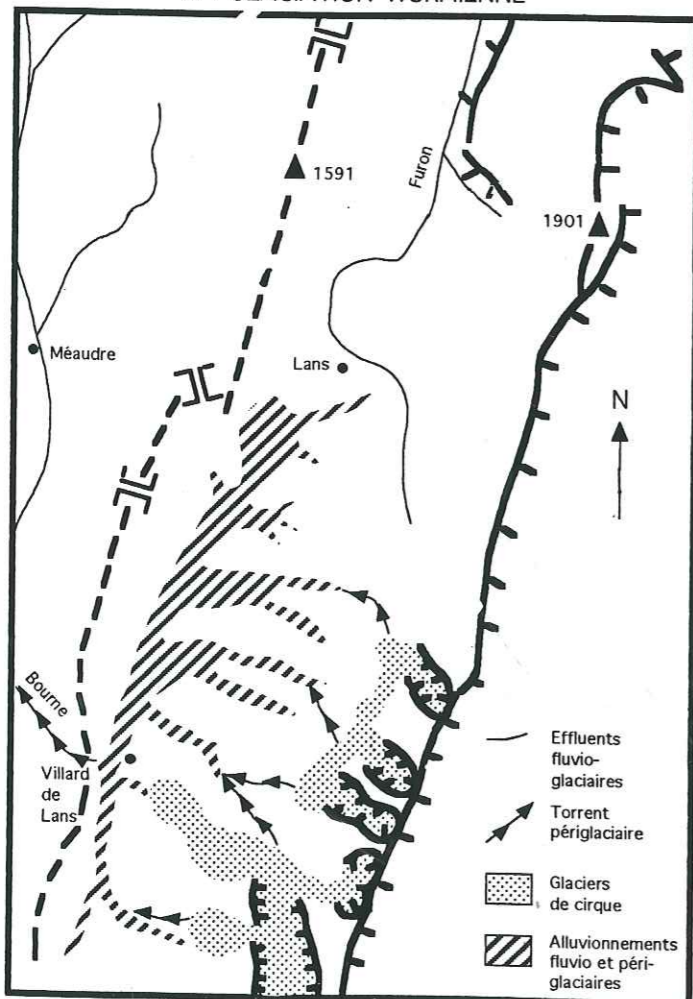 1591
Furon
1901
Méaudre
Lans
N
Bourne
Villard
de
Lans
Effluents
fluvio-
glaciaires
Torrent
périglaciaire
Glaciers
de cirque
Alluvionnements
fluvio et péri-
glaciaires